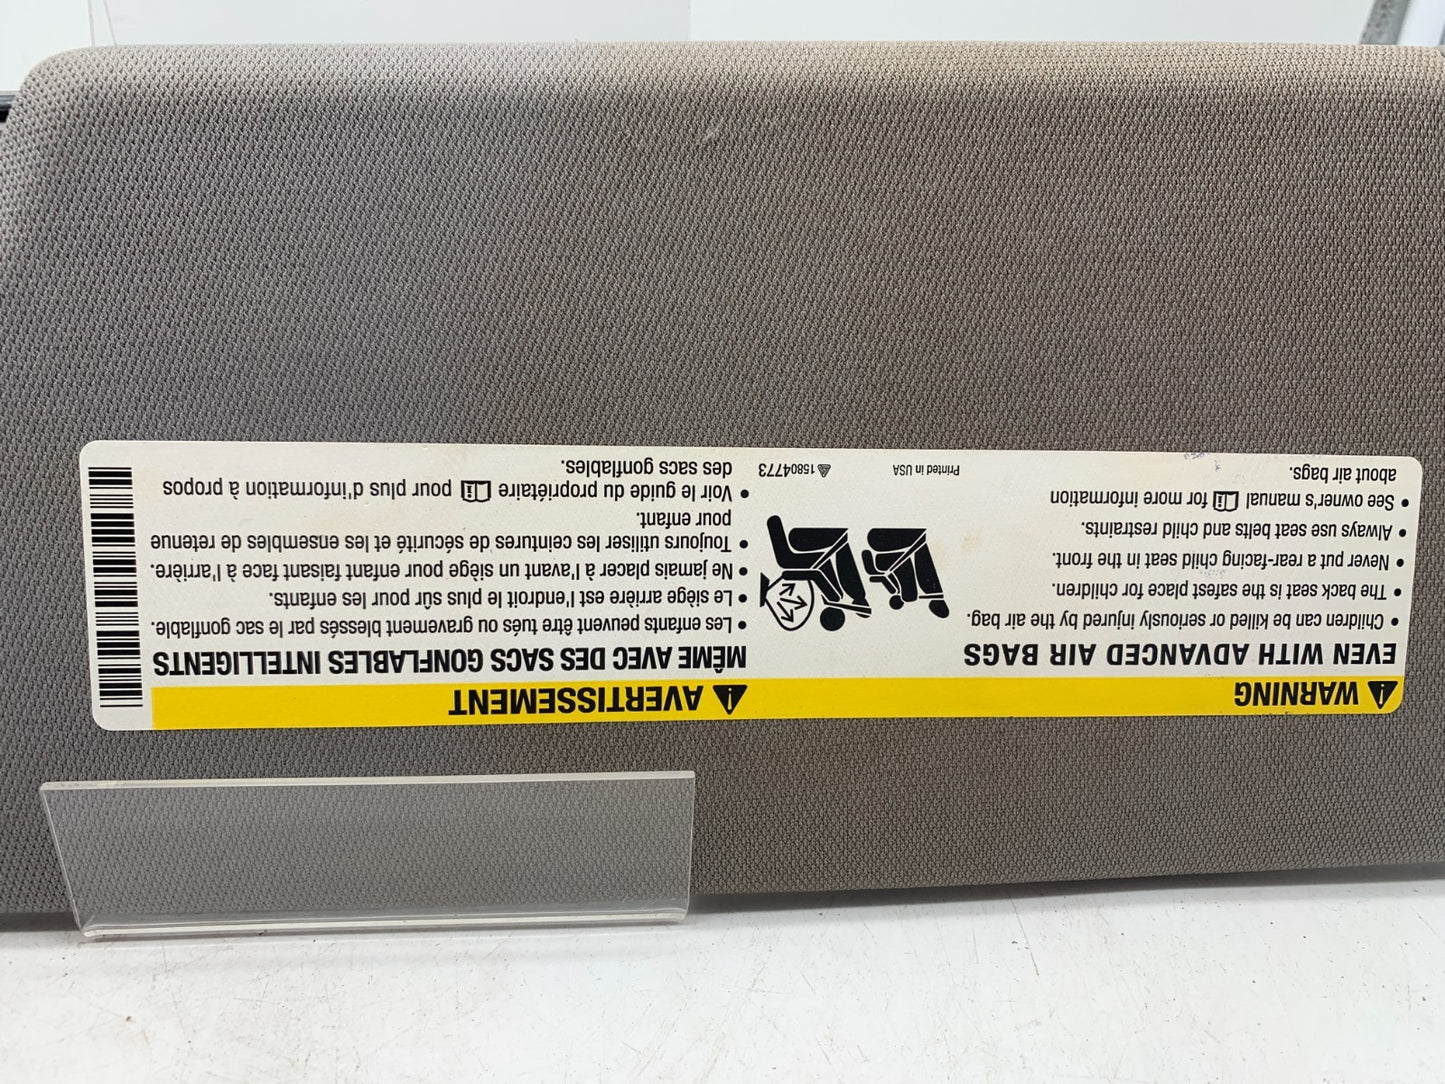 WARNING
EVEN WITH ADVANCED AIR BAGS
• Children can be killed or seriously injured by the air bag.
• The back seat is the safest place for children.
• Never put a rear-facing child seat in the front.
• Always use seat belts and child restraints.
• See owner's manual for more information
about air bags.
Printed in USA
15804773
AVERTISSEMENT
MÊME AVEC DES SACS GONFLABLES INTELLIGENTS
• Les enfants peuvent être tués ou gravement blessés par le sac gonflable.
• Le siége arrière est l'endroit le plus sûr pour les enfants.
• Ne jamais placer à l'avant un siége pour enfant faisant face à l'arrière.
• Toujours utiliser les ceintures de sécurité et les ensembles de retenue
pour enfant.
• Voir le guide du propriétaire pour plus d'information à propos
des sacs gonflables.